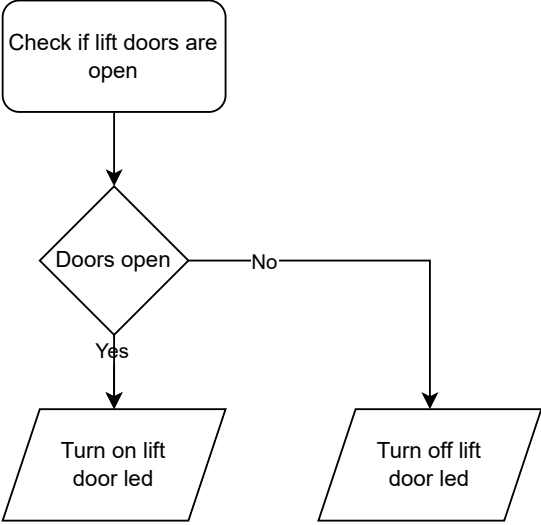 Check if lift doors are
open
Doors open
No
Yes
Turn on lift
door led
Turn off lift
door led